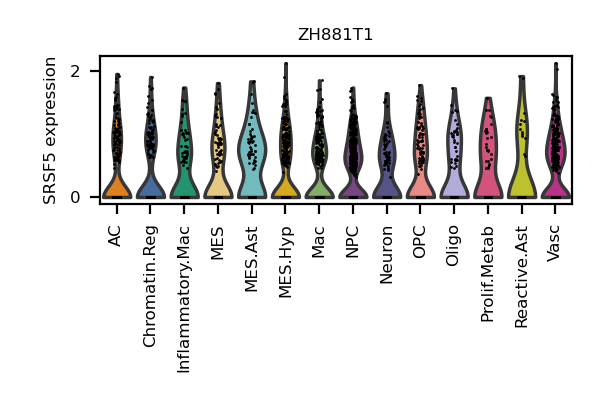 ZH881T1
SRSF5 expression
2
0
AC
Chromatin.Reg
Inflammatory.Mac
MES
MES.Ast
MES.Hyp
Mac
NPC
Neuron
OPC
Oligo
Prolif.Metab
Reactive.Ast
Vasc